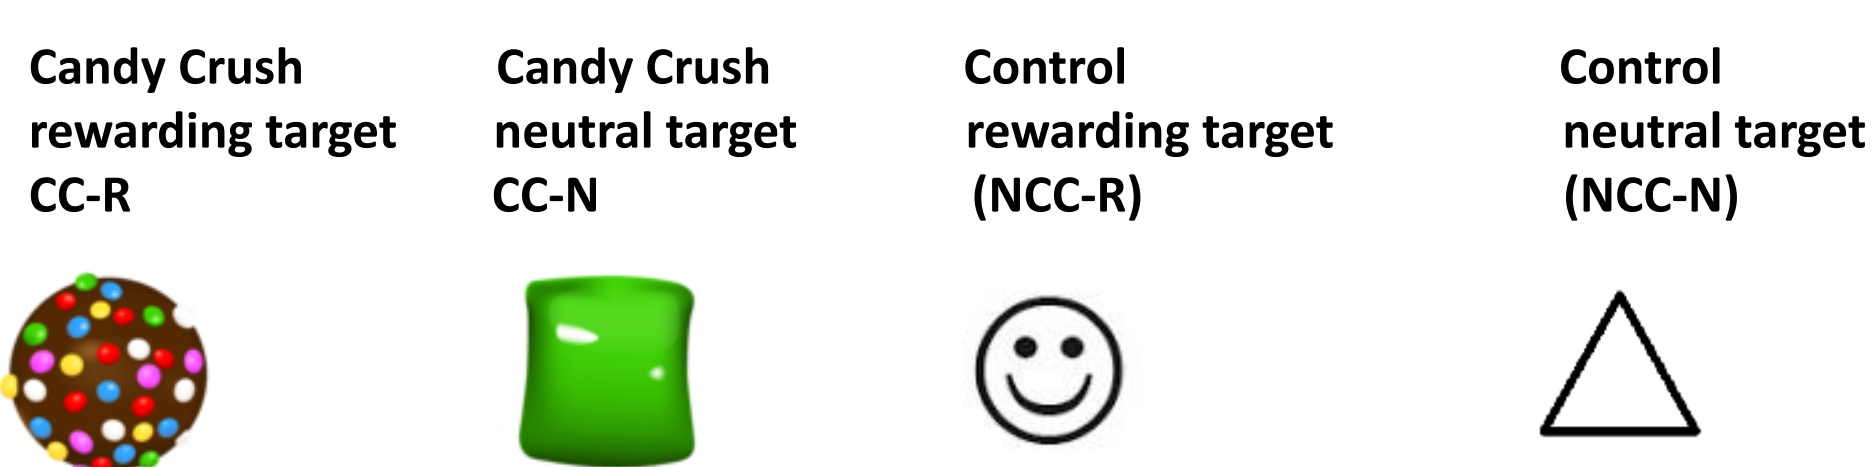 Candy Crush
rewarding target
CC-R
Candy Crush
neutral target
CC-N
Control
rewarding target
(NCC-R)
Control
neutral target
(NCC-N)